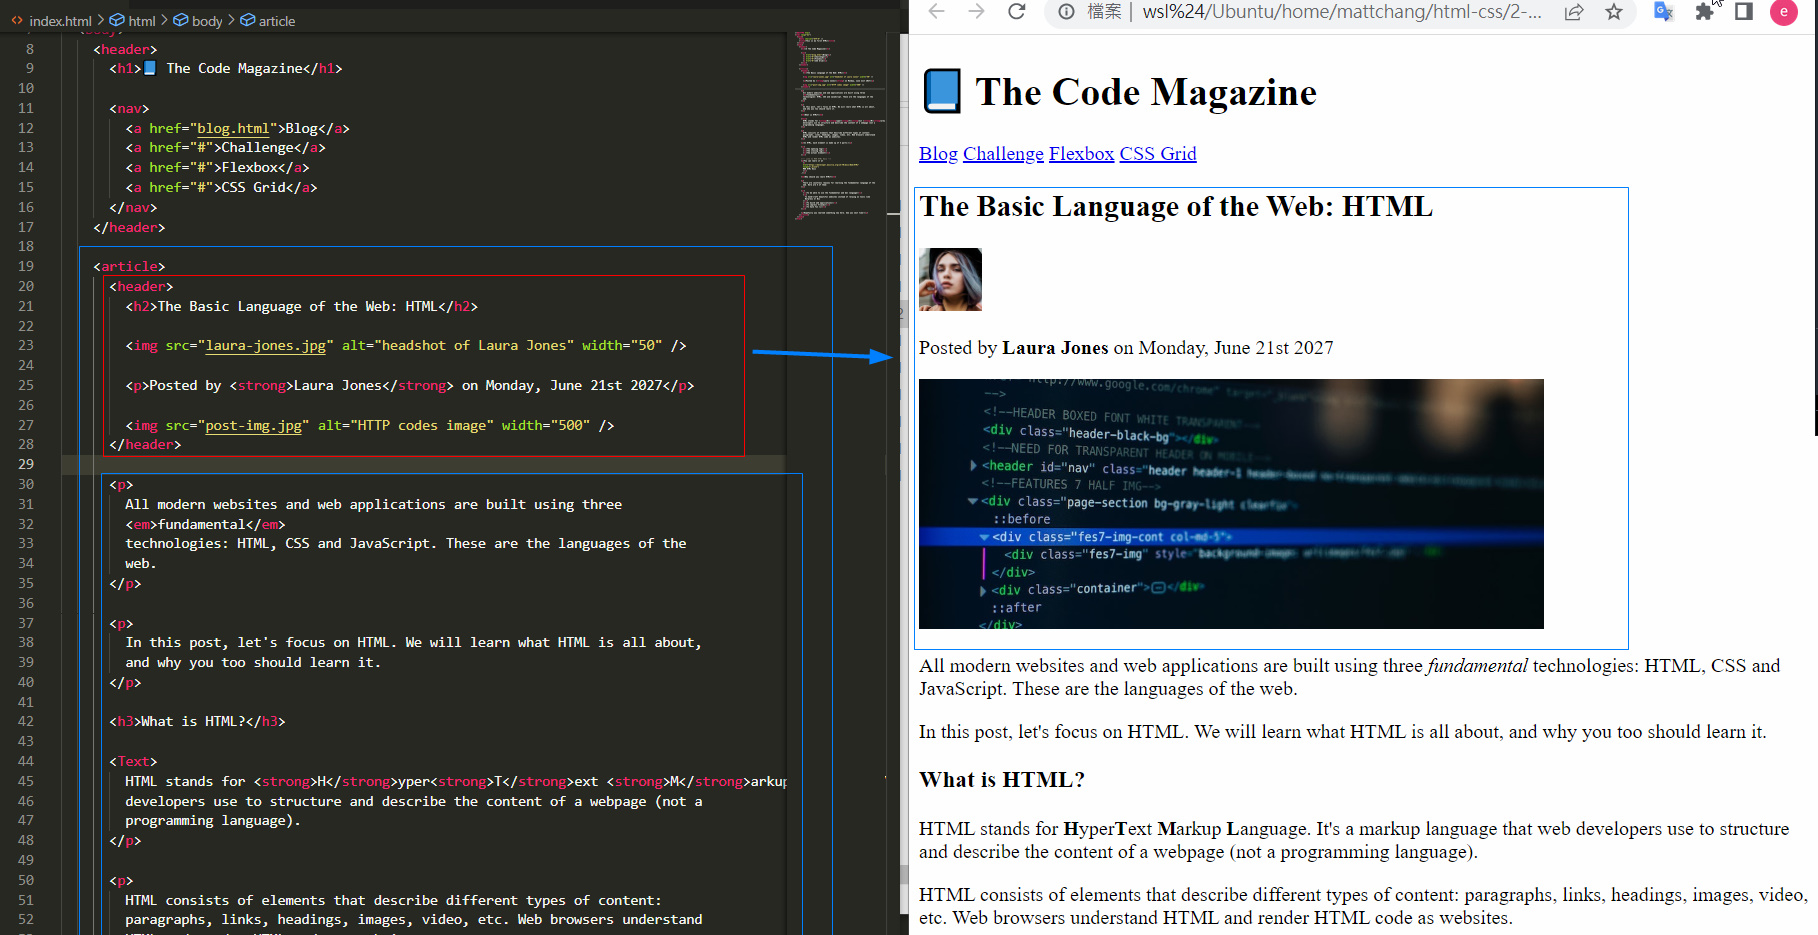 index.html > html > body > article
8 <header>
9 <h1>📘 The Code Magazine</h1>
10
11 <nav>
12 <a href="blog.html">Blog</a>
13 <a href="#">Challenge</a>
14 <a href="#">Flexbox</a>
15 <a href="#">CSS Grid</a>
16 </nav>
17 </header>
18
19 <article>
20 <header>
21 <h2>The Basic Language of the Web: HTML</h2>
22
23 <img src="laura-jones.jpg" alt="headshot of Laura Jones" width="50" />
24
25 <p>Posted by <strong>Laura Jones</strong> on Monday, June 21st 2027</p>
26
27 <img src="post-img.jpg" alt="HTTP codes image" width="500" />
28 </header>
29
30 <p>
31 All modern websites and web applications are built using three
32 <em>fundamental</em>
33 technologies: HTML, CSS and JavaScript. These are the languages of the
34 web.
35 </p>
36
37 <p>
38 In this post, let's focus on HTML. We will learn what HTML is all about,
39 and why you too should learn it.
40 </p>
41
42 <h3>What is HTML?</h3>
43
44 <Text>
45 HTML stands for <strong>H</strong>yper<strong>T</strong>ext <strong>M</strong>arkup
46 developers use to structure and describe the content of a webpage (not a
47 programming language).
48 </p>
49
50 <p>
51 HTML consists of elements that describe different types of content:
52 paragraphs, links, headings, images, video, etc. Web browsers understand
檔案 | wsl%24/Ubuntu/home/mattchang/html-css/2-...
e
📘 The Code Magazine
Blog Challenge Flexbox CSS Grid
The Basic Language of the Web: HTML
Posted by Laura Jones on Monday, June 21st 2027
http://www.google.com/chrome" target="_blank"
-->
<!--HEADER BOXED FONT WHITE TRANSPARENT-->
<div class="header-black-bg"></div>
<!--NEED FOR TRANSPARENT HEADER ON MOBILE-->
<header id="nav" class="header header-1 header-boxed
<!--FEATURES 7 HALF IMG-->
<div class="page-section bg-gray-light clearfix">
::before
<div class="fes7-img-cont col-md-5">
<div class="fes7-img" style="background-image:
</div>
<div class="container"></div>
::after
</div>
All modern websites and web applications are built using three fundamental technologies: HTML, CSS and
JavaScript. These are the languages of the web.
In this post, let's focus on HTML. We will learn what HTML is all about, and why you too should learn it.
What is HTML?
HTML stands for HyperText Markup Language. It's a markup language that web developers use to structure
and describe the content of a webpage (not a programming language).
HTML consists of elements that describe different types of content: paragraphs, links, headings, images, video,
etc. Web browsers understand HTML and render HTML code as websites.